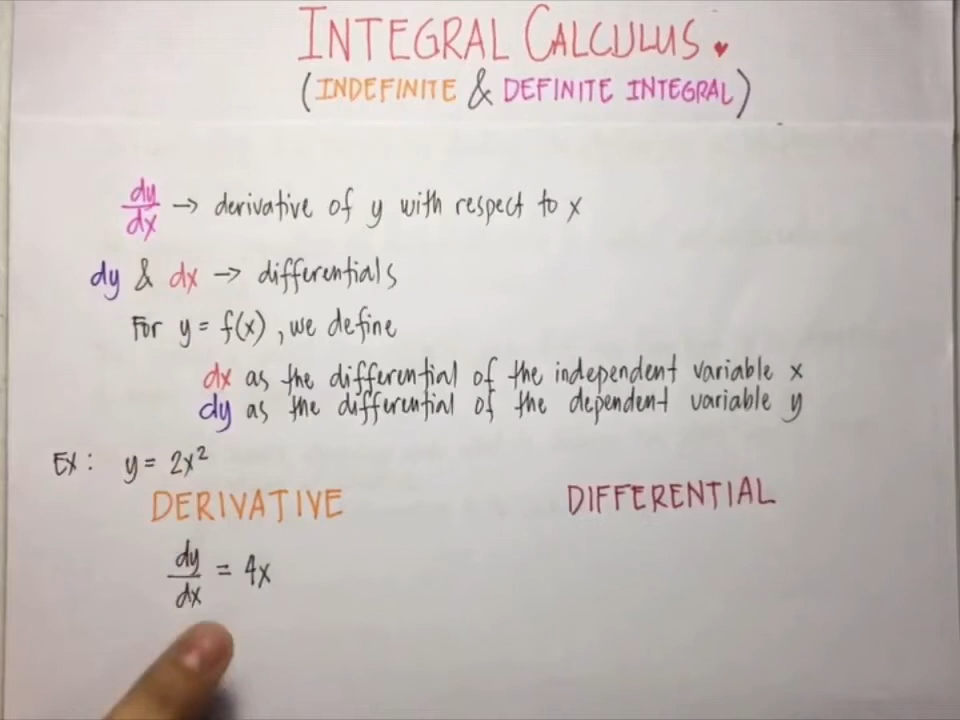 INTEGRAL CALCULUS
(INDEFINITE & DEFINITE INTEGRAL)
dy/dx → derivative of y with respect to x
dy & dx → differentials
For y = f(x), we define
dx as the differential of the independent variable x
dy as the differential of the dependent variable y
Ex: y = 2x²
DERIVATIVE DIFFERENTIAL
dy/dx = 4x